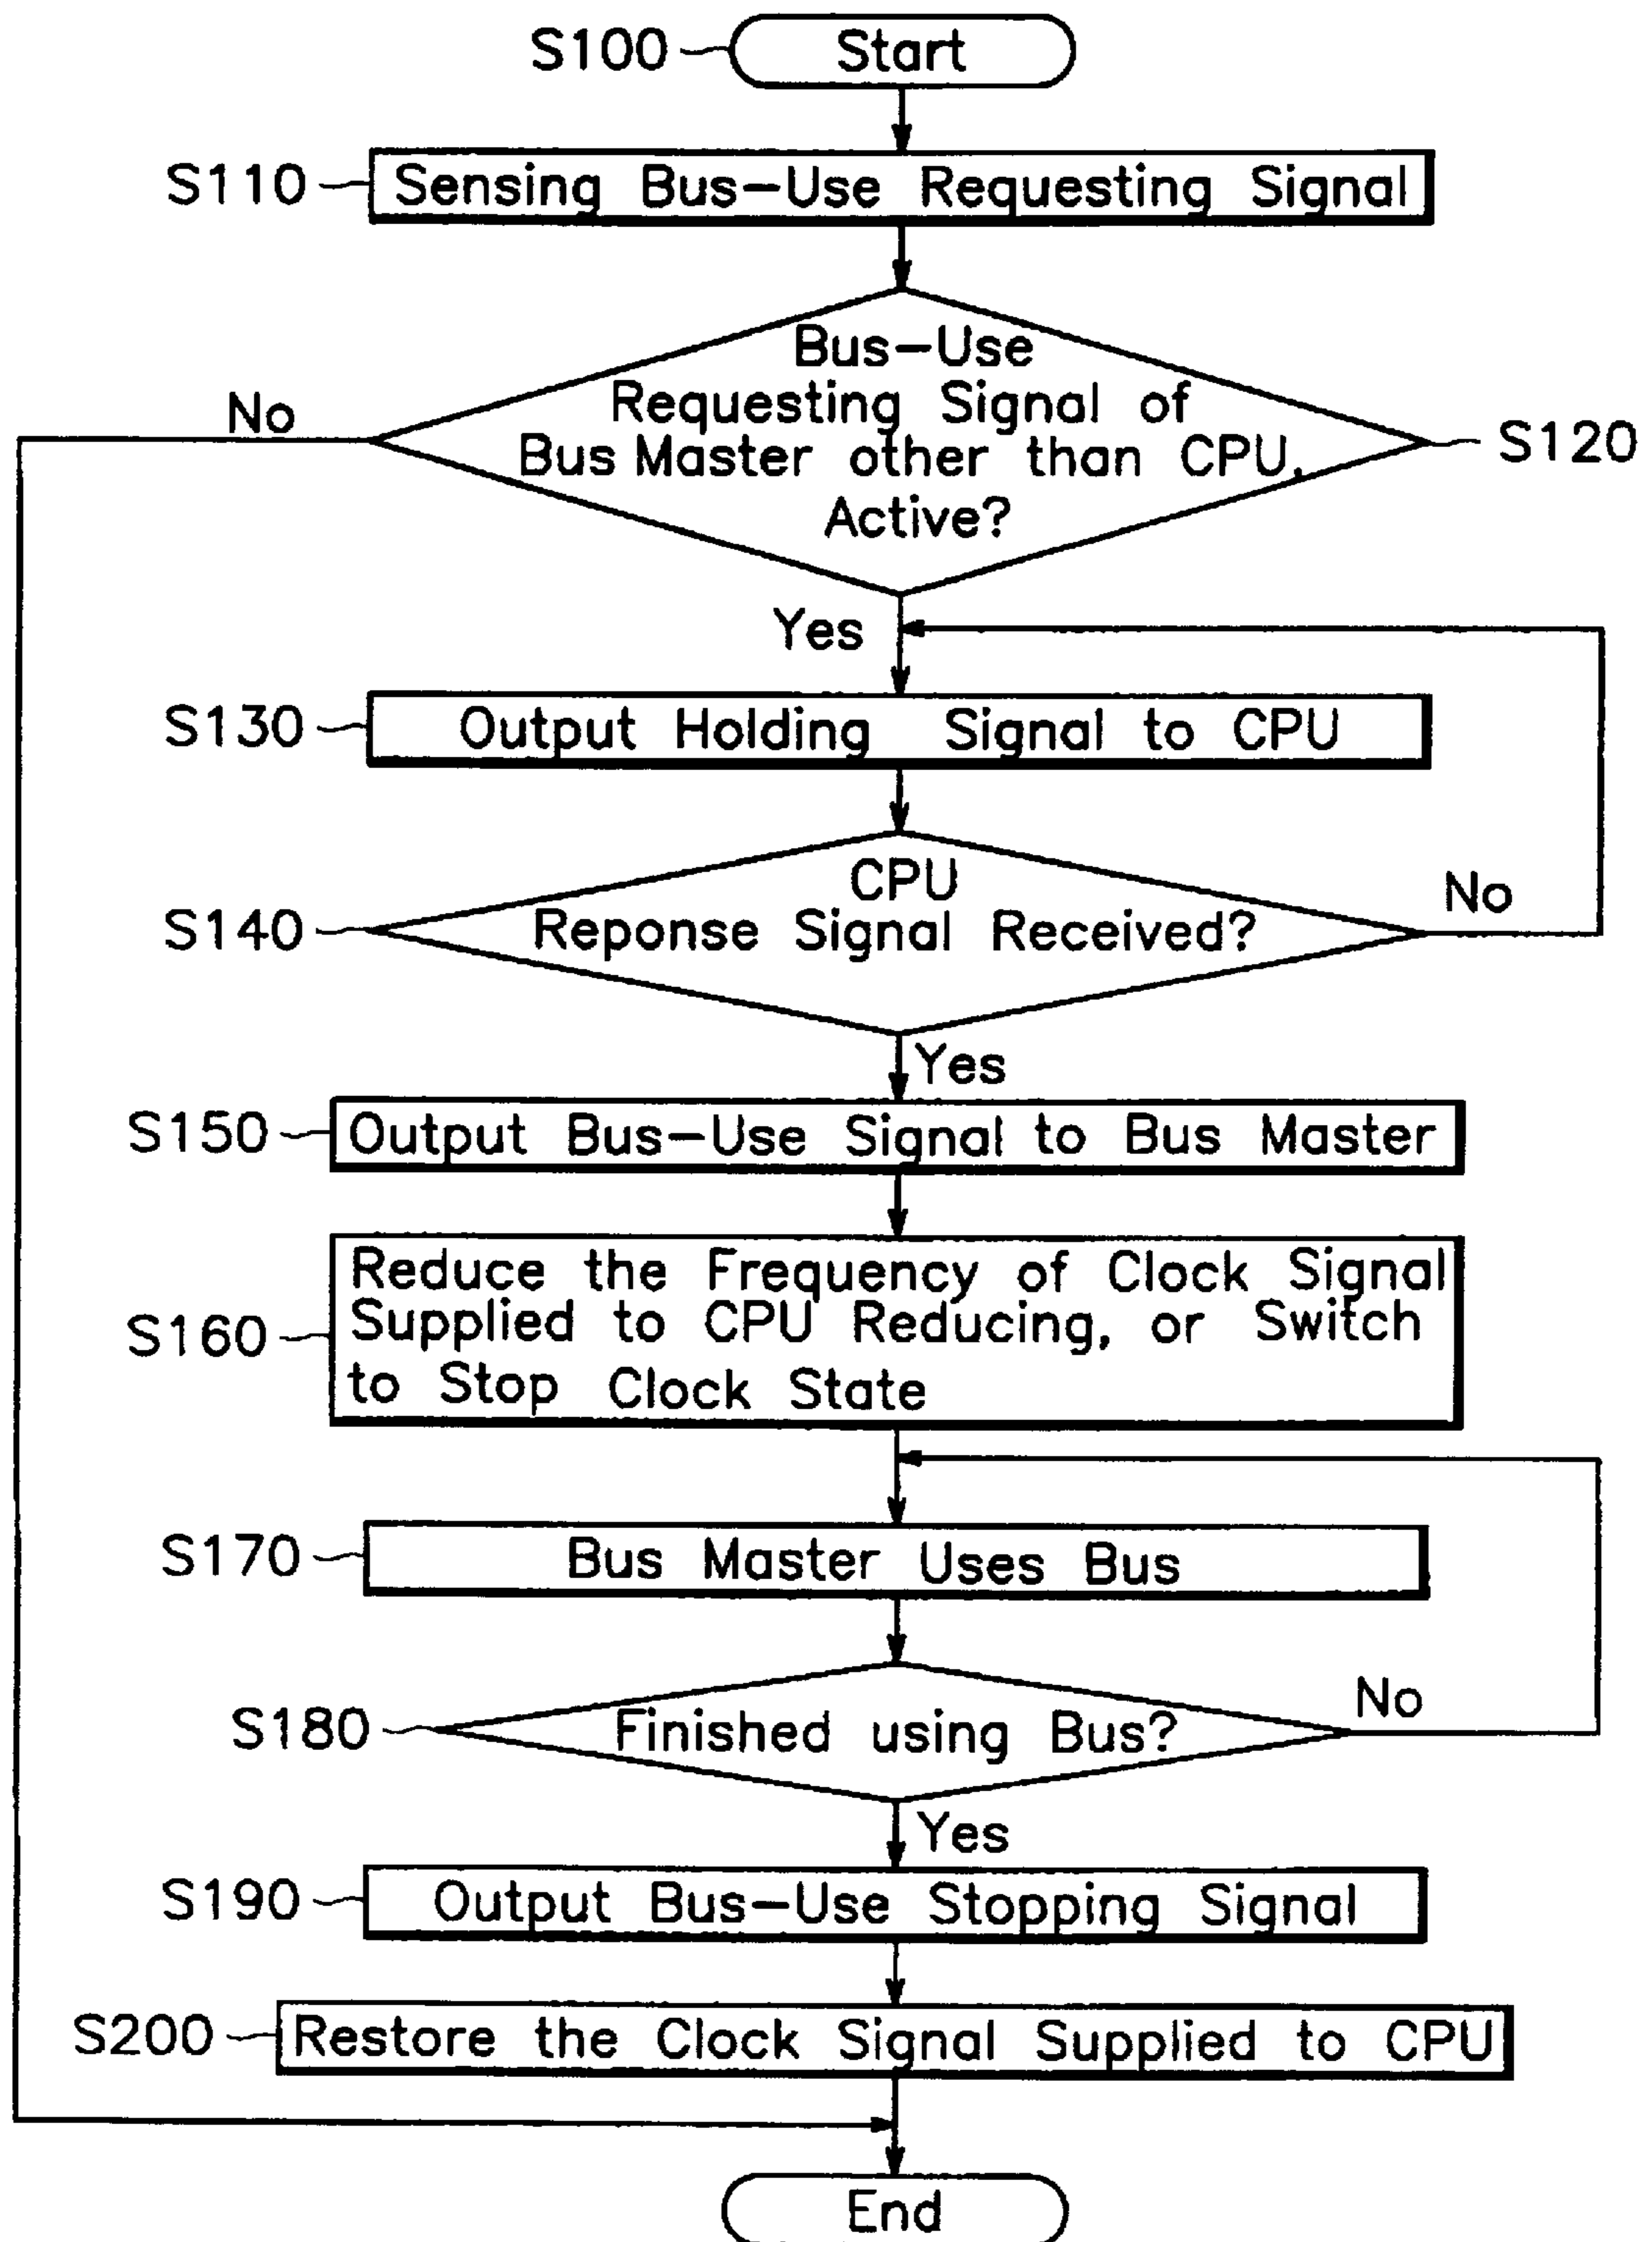 S100 Start
S110 Sensing Bus-Use Requesting Signal
Bus-Use
Requesting Signal of
Bus Master other than CPU,
Active?
No
S120
Yes
S130 Output Holding Signal to CPU
CPU
S140 Reponse Signal Received?
No
Yes
S150 Output Bus-Use Signal to Bus Master
Reduce the Frequency of Clock Signal
S160 Supplied to CPU Reducing, or Switch
to Stop Clock State
S170 Bus Master Uses Bus
S180 Finished using Bus?
No
Yes
S190 Output Bus-Use Stopping Signal
S200 Restore the Clock Signal Supplied to CPU
End